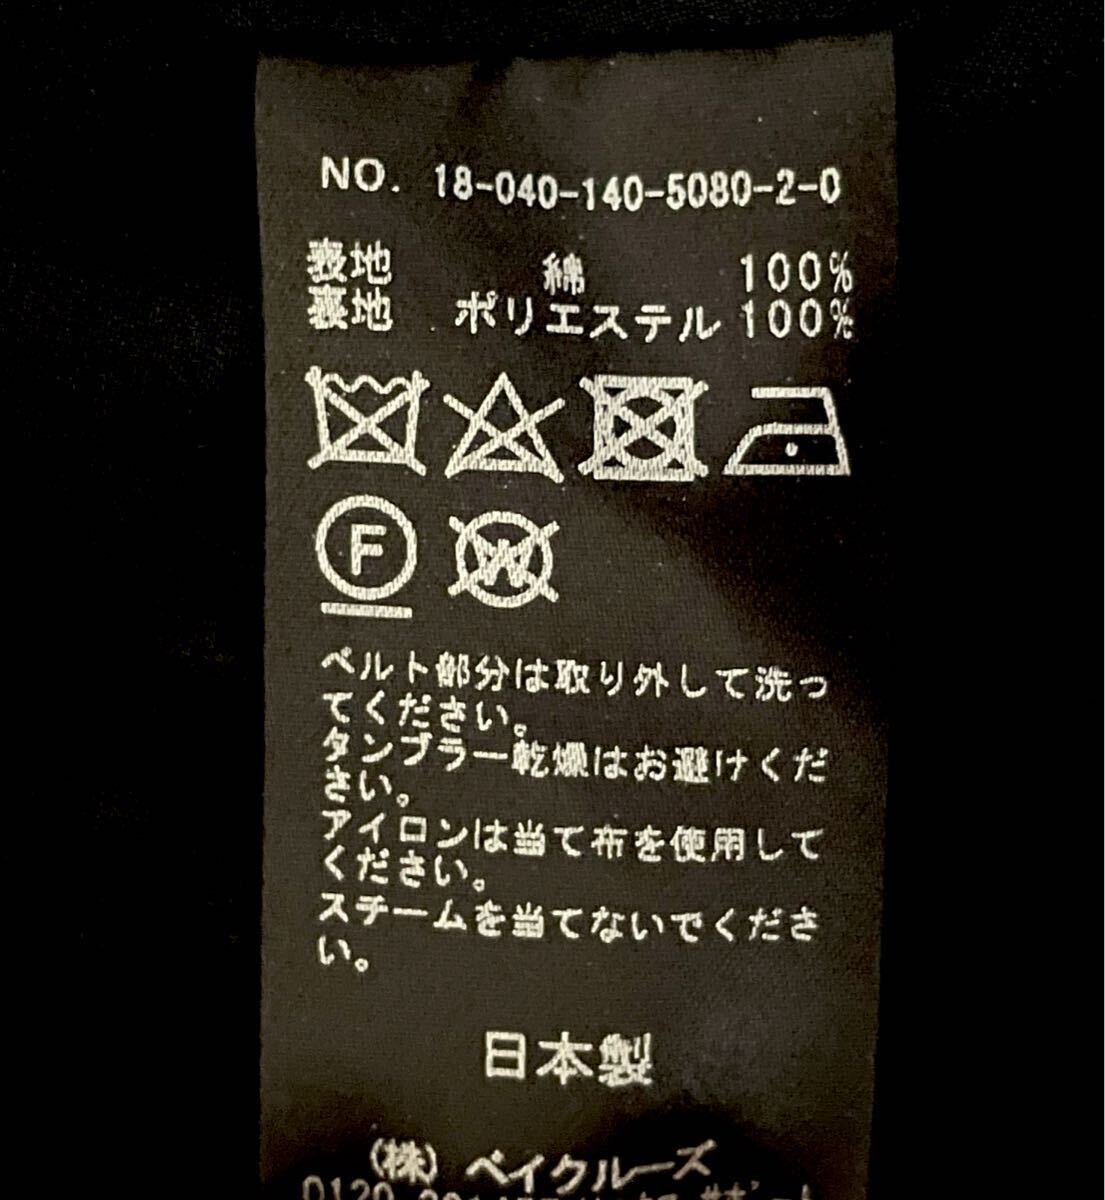 NO. 18-040-140-5080-2-0
表地 綿 100%
裏地 ポリエステル 100%
F W
ベルト部分は取り外して洗っ
てください。
タンブラー乾燥はお避けくだ
さい。
アイロンは当て布を使用して
ください。
スチームを当てないでくださ
い。
日本製
(株)ベイクルーズ
0120